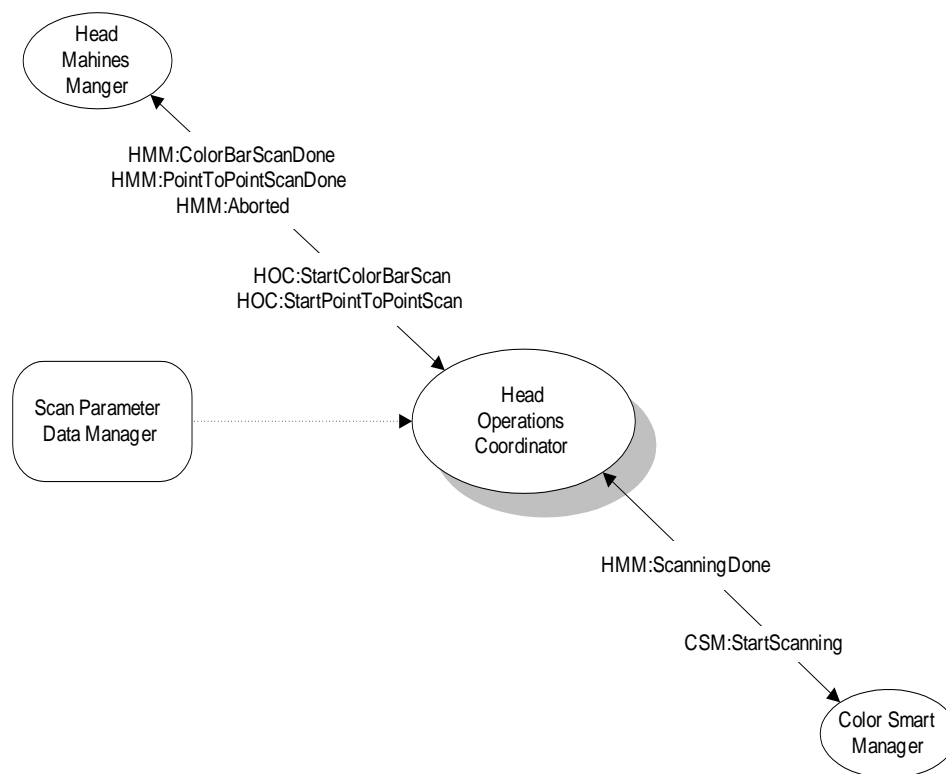 Head
Mahines
Manger
HMM:ColorBarScanDone
HMM:PointToPointScanDone
HMM:Aborted
HOC:StartColorBarScan
HOC:StartPointToPointScan
Scan Parameter
Data Manager
Head
Operations
Coordinator
HMM:ScanningDone
CSM:StartScanning
Color Smart
Manager